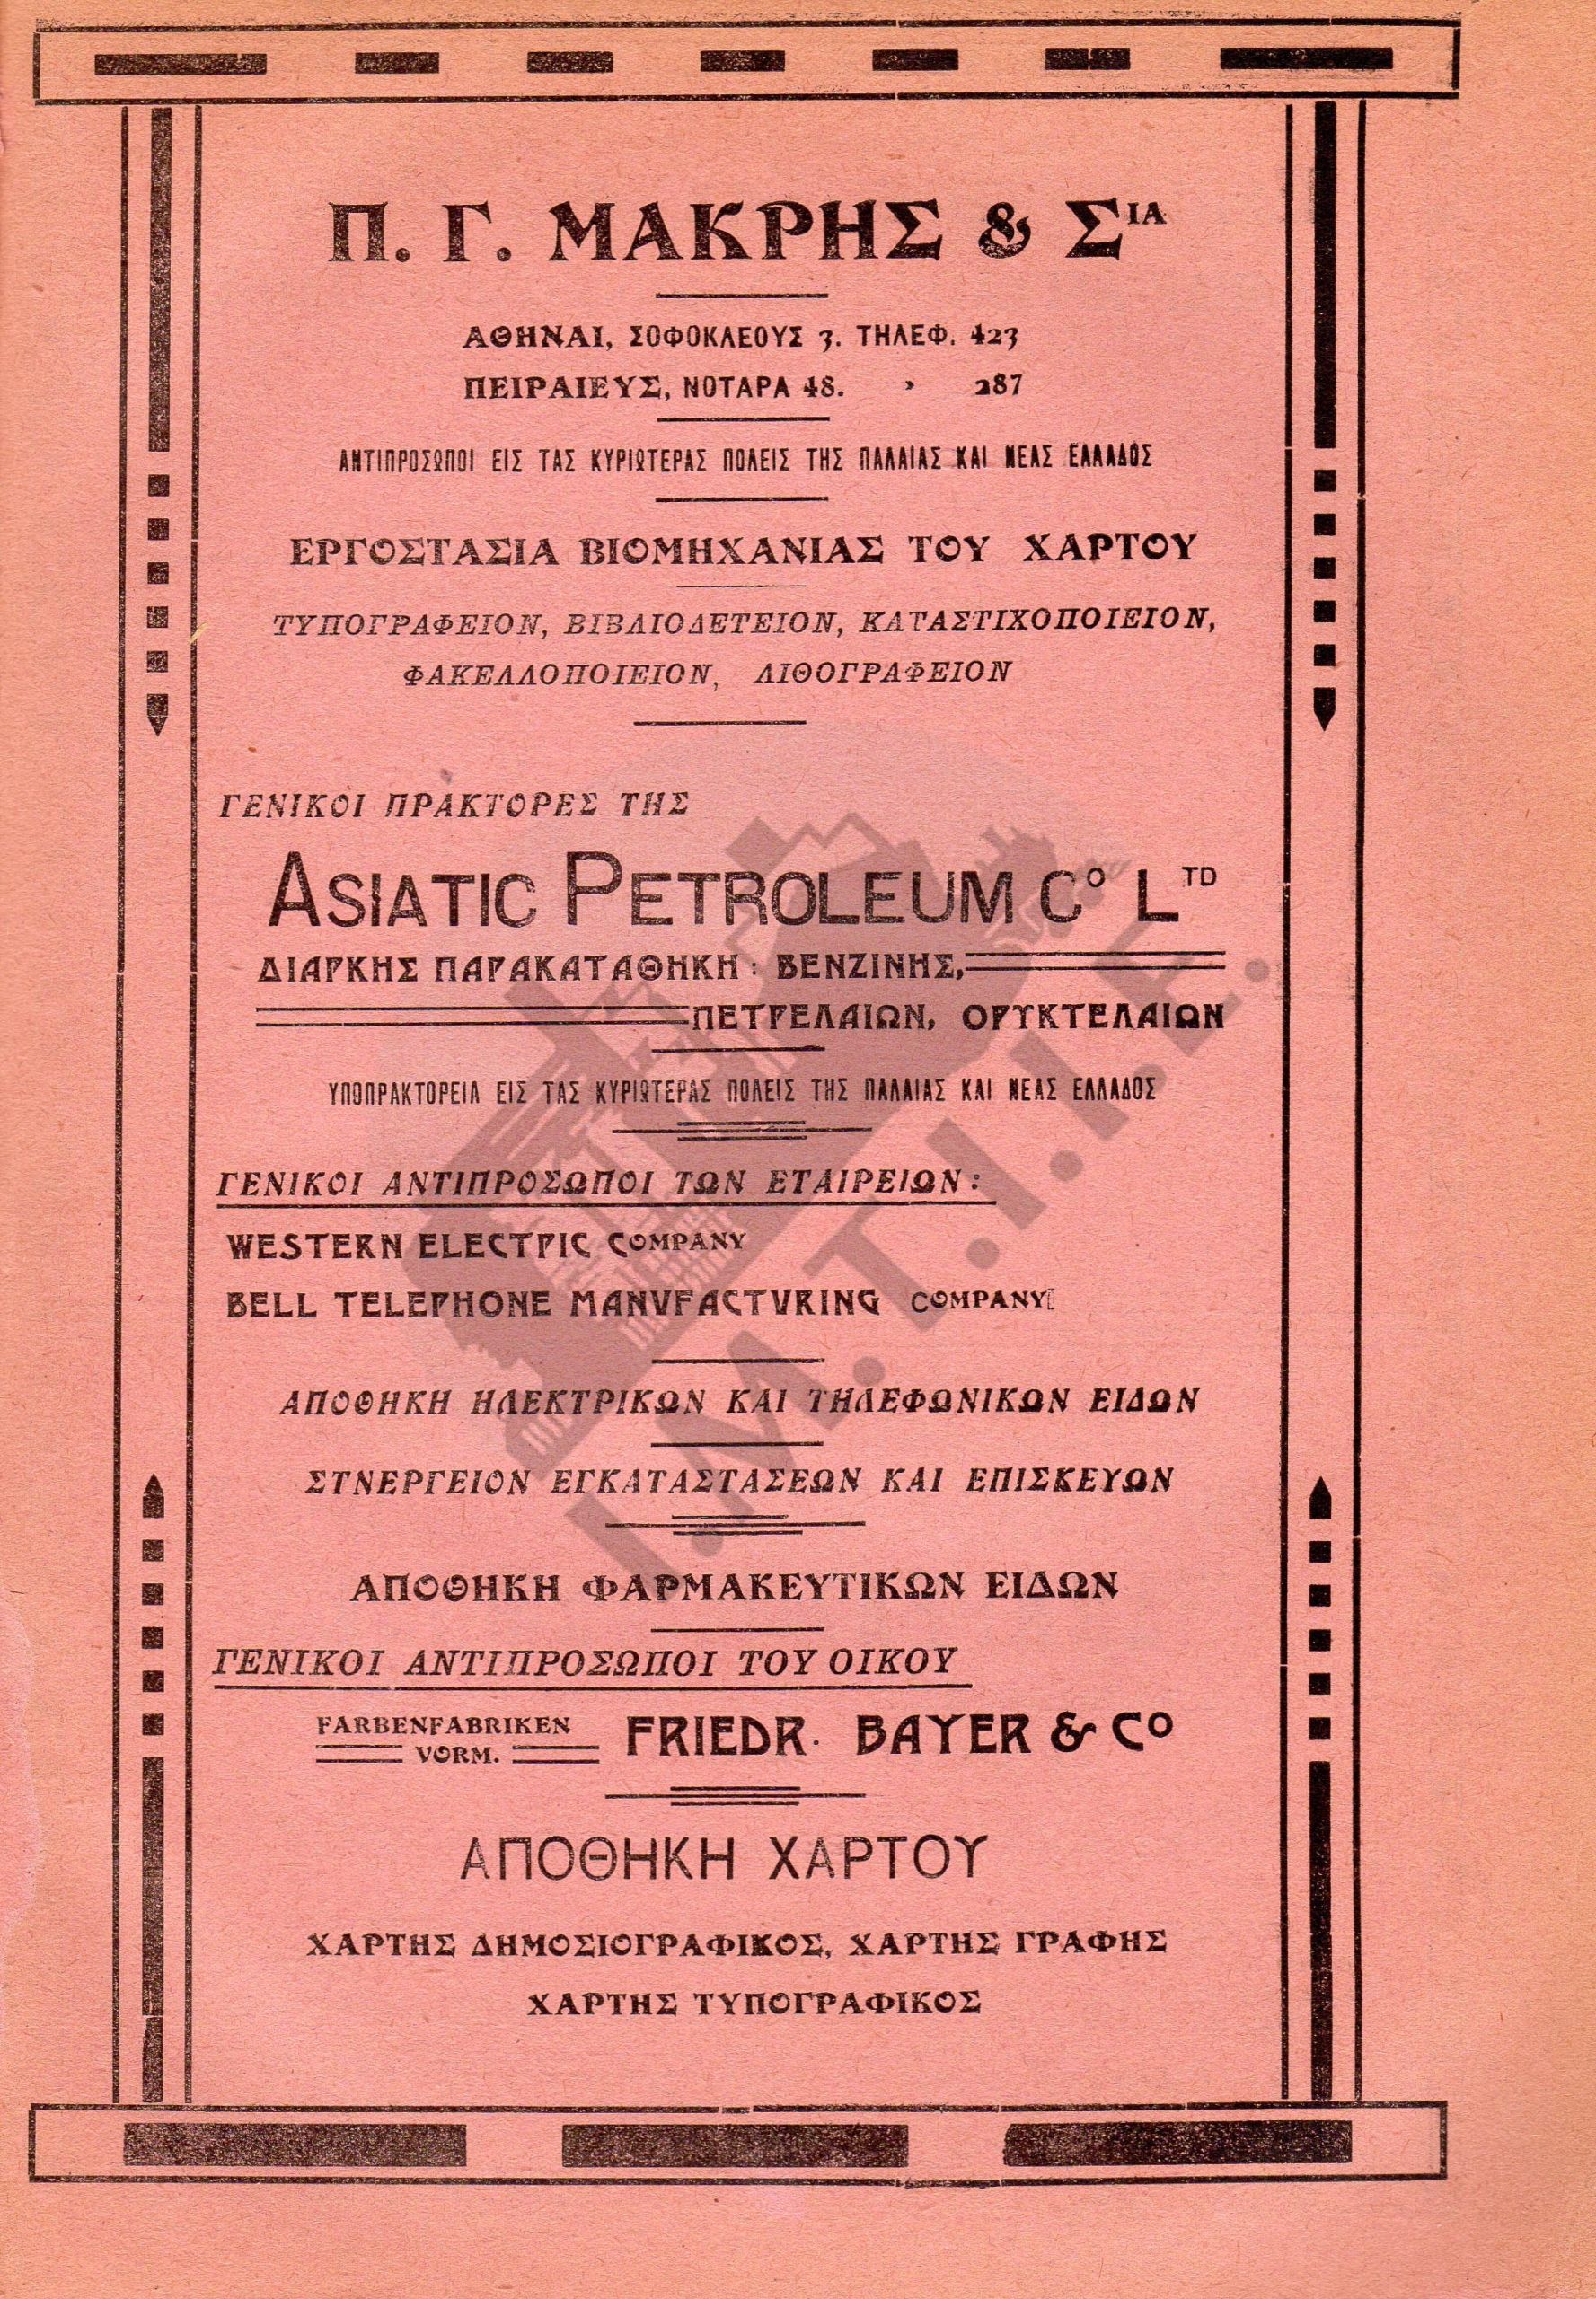 Π. Γ. ΜΑΚΡΗΣ & ΣΙΑ
ΑΘΗΝΑΙ, ΣΟΦΟΚΛΕΟΥΣ 3. ΤΗΛΕΦ. 423
ΠΕΙΡΑΙΕΥΣ, ΝΟΤΑΡΑ 48. » 287
ΑΝΤΙΠΡΟΣΩΠΟΙ ΕΙΣ ΤΑΣ ΚΥΡΙΩΤΕΡΑΣ ΠΟΛΕΙΣ ΤΗΣ ΠΑΛΑΙΑΣ ΚΑΙ ΝΕΑΣ ΕΛΛΑΔΟΣ
ΕΡΓΟΣΤΑΣΙΑ ΒΙΟΜΗΧΑΝΙΑΣ ΤΟΥ ΧΑΡΤΟΥ
ΤΥΠΟΓΡΑΦΕΙΟΝ, ΒΙΒΛΙΟΔΕΤΕΙΟΝ, ΚΑΤΑΣΤΙΧΟΠΟΙΕΙΟΝ,
ΦΑΚΕΛΛΟΠΟΙΕΙΟΝ, ΛΙΘΟΓΡΑΦΕΙΟΝ
ΓΕΝΙΚΟΙ ΠΡΑΚΤΟΡΕΣ ΤΗΣ
ASIATIC PETROLEUM Cº LTD
ΔΙΑΡΚΗΣ ΠΑΡΑΚΑΤΑΘΗΚΗ: ΒΕΝΖΙΝΗΣ,
ΠΕΤΡΕΛΑΙΩΝ, ΟΡΥΚΤΕΛΑΙΩΝ
ΥΠΟΠΡΑΚΤΟΡΕΙΑ ΕΙΣ ΤΑΣ ΚΥΡΙΩΤΕΡΑΣ ΠΟΛΕΙΣ ΤΗΣ ΠΑΛΑΙΑΣ ΚΑΙ ΝΕΑΣ ΕΛΛΑΔΟΣ
ΓΕΝΙΚΟΙ ΑΝΤΙΠΡΟΣΩΠΟΙ ΤΩΝ ΕΤΑΙΡΕΙΩΝ:
WESTERN ELECTRIC COMPANY
BELL TELEPHONE MANVFACTVRING COMPANY
ΑΠΟΘΗΚΗ ΗΛΕΚΤΡΙΚΩΝ ΚΑΙ ΤΗΛΕΦΩΝΙΚΩΝ ΕΙΔΩΝ
ΣΤΝΕΡΓΕΙΟΝ ΕΓΚΑΤΑΣΤΑΣΕΩΝ ΚΑΙ ΕΠΙΣΚΕΥΩΝ
ΑΠΟΘΗΚΗ ΦΑΡΜΑΚΕΥΤΙΚΩΝ ΕΙΔΩΝ
ΓΕΝΙΚΟΙ ΑΝΤΙΠΡΟΣΩΠΟΙ ΤΟΥ ΟΙΚΟΥ
FARBENFABRIKEN VORM. FRIEDR. BAYER & Cº
ΑΠΟΘΗΚΗ ΧΑΡΤΟΥ
ΧΑΡΤΗΣ ΔΗΜΟΣΙΟΓΡΑΦΙΚΟΣ, ΧΑΡΤΗΣ ΓΡΑΦΗΣ
ΧΑΡΤΗΣ ΤΥΠΟΓΡΑΦΙΚΟΣ
Ι.Μ.Τ.Ι.Ι.Ε.